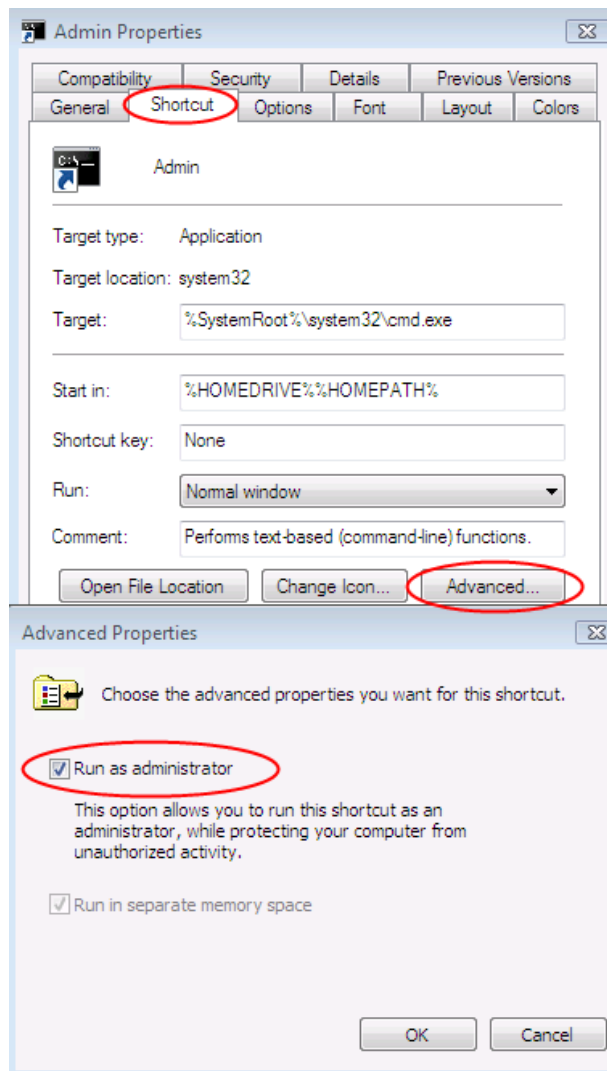 Admin Properties
Compatibility Security Details Previous Versions
General Shortcut Options Font Layout Colors
C:\
Admin
Target type: Application
Target location: system32
Target: %SystemRoot%\system32\cmd.exe
Start in: %HOMEDRIVE%%HOMEPATH%
Shortcut key: None
Run: Normal window
Comment: Performs text-based (command-line) functions.
Open File Location Change Icon... Advanced...
Advanced Properties
Choose the advanced properties you want for this shortcut.
Run as administrator
This option allows you to run this shortcut as an
administrator, while protecting your computer from
unauthorized activity.
Run in separate memory space
OK Cancel